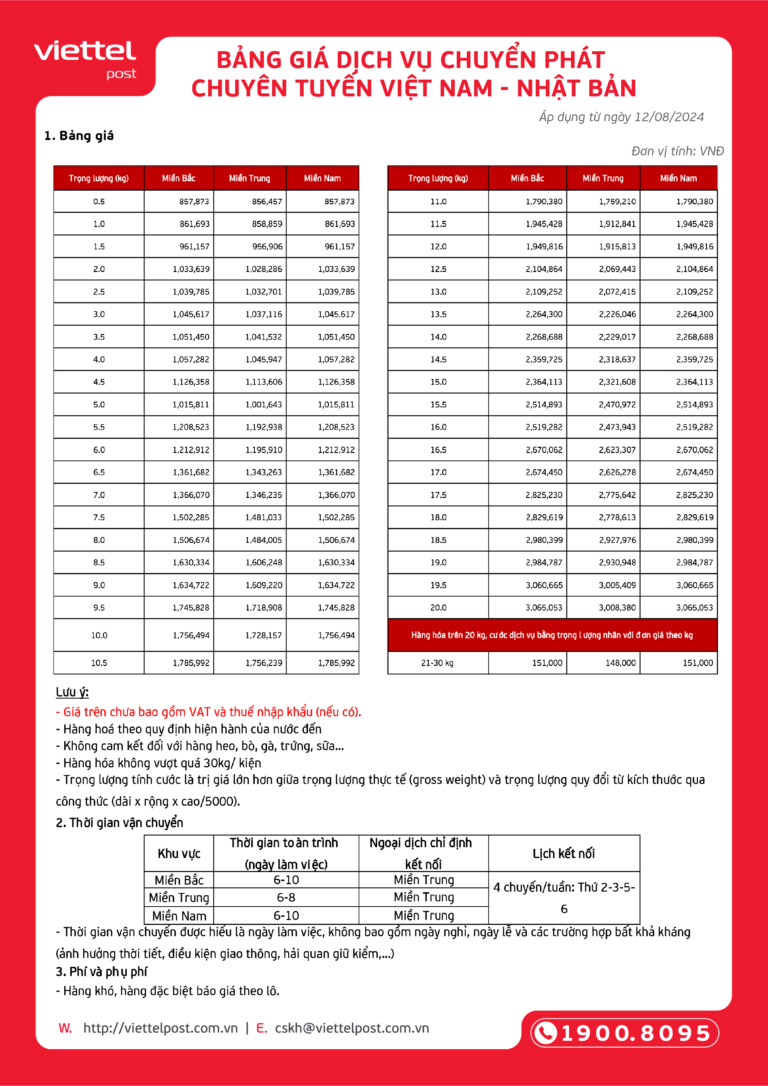 viettel
post
BẢNG GIÁ DỊCH VỤ CHUYỂN PHÁT
CHUYÊN TUYẾN VIỆT NAM - NHẬT BẢN
Áp dụng từ ngày 12/08/2024
1. Bảng giá
Đơn vị tính: VNĐ
Trọng lượng (kg) Miền Bắc Miền Trung Miền Nam
0.5 857,873 856,457 857,873
1.0 861,693 858,859 861,693
1.5 961,157 956,906 961,157
2.0 1,033,639 1,028,286 1,033,639
2.5 1,039,785 1,032,701 1,039,785
3.0 1,045,617 1,037,116 1,045,617
3.5 1,051,450 1,041,532 1,051,450
4.0 1,057,282 1,045,947 1,057,282
4.5 1,126,358 1,113,606 1,126,358
5.0 1,015,811 1,001,643 1,015,811
5.5 1,208,523 1,192,938 1,208,523
6.0 1,212,912 1,195,910 1,212,912
6.5 1,361,682 1,343,263 1,361,682
7.0 1,366,070 1,346,235 1,366,070
7.5 1,502,285 1,481,033 1,502,285
8.0 1,506,674 1,484,005 1,506,674
8.5 1,630,334 1,606,248 1,630,334
9.0 1,634,722 1,609,220 1,634,722
9.5 1,745,828 1,718,908 1,745,828
10.0 1,756,494 1,728,157 1,756,494
10.5 1,785,992 1,756,239 1,785,992
Trọng lượng (kg) Miền Bắc Miền Trung Miền Nam
11.0 1,790,380 1,759,210 1,790,380
11.5 1,945,428 1,912,841 1,945,428
12.0 1,949,816 1,915,813 1,949,816
12.5 2,104,864 2,069,443 2,104,864
13.0 2,109,252 2,072,415 2,109,252
13.5 2,264,300 2,226,046 2,264,300
14.0 2,268,688 2,229,017 2,268,688
14.5 2,359,725 2,318,637 2,359,725
15.0 2,364,113 2,321,608 2,364,113
15.5 2,514,893 2,470,972 2,514,893
16.0 2,519,282 2,473,943 2,519,282
16.5 2,670,062 2,623,307 2,670,062
17.0 2,674,450 2,626,278 2,674,450
17.5 2,825,230 2,775,642 2,825,230
18.0 2,829,619 2,778,613 2,829,619
18.5 2,980,399 2,927,976 2,980,399
19.0 2,984,787 2,930,948 2,984,787
19.5 3,060,665 3,005,409 3,060,665
20.0 3,065,053 3,008,380 3,065,053
Hàng hóa trên 20 kg, cước dịch vụ bằng trọng lượng nhân với đơn giá theo kg
21-30 kg 151,000 148,000 151,000
Lưu ý:
- Giá trên chưa bao gồm VAT và thuế nhập khẩu (nếu có).
- Hàng hoá theo quy định hiện hành của nước đến
- Không cam kết đối với hàng heo, bò, gà, trứng, sữa...
- Hàng hóa không vượt quá 30kg/ kiện
- Trọng lượng tính cước là trị giá lớn hơn giữa trọng lượng thực tế (gross weight) và trọng lượng quy đổi từ kích thước qua
công thức (dài x rộng x cao/5000).
2. Thời gian vận chuyển
Khu vực Thời gian toàn trình (ngày làm việc) Ngoại dịch chỉ định kết nối Lịch kết nối
Miền Bắc 6-10 Miền Trung 4 chuyến/tuần: Thứ 2-3-5-
Miền Trung 6-8 Miền Trung 6
Miền Nam 6-10 Miền Trung
- Thời gian vận chuyển được hiểu là ngày làm việc, không bao gồm ngày nghỉ, ngày lễ và các trường hợp bất khả kháng
(ảnh hưởng thời tiết, điều kiện giao thông, hải quan giữ kiểm,...)
3. Phí và phụ phí
- Hàng khó, hàng đặc biệt báo giá theo lô.
W. http://viettelpost.com.vn | E. cskh@viettelpost.com.vn
1900.8095